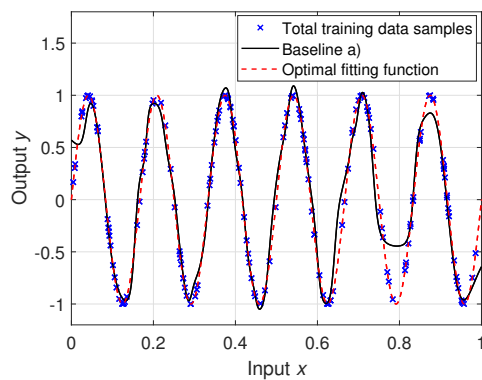 Total training data samples
Baseline a)
Optimal fitting function
1.5
1
0.5
0
-0.5
-1
Output y
0 0.2 0.4 0.6 0.8 1
Input x